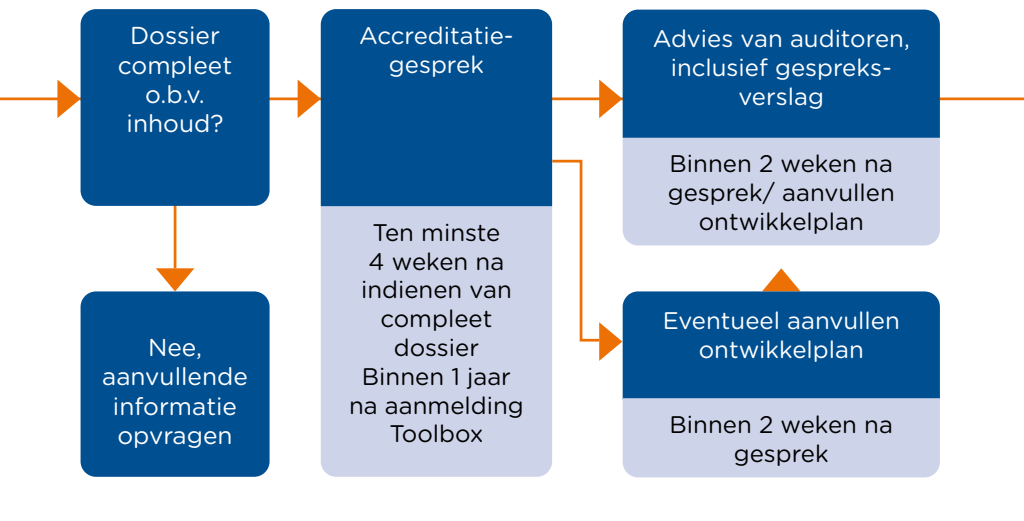 Dossier
compleet
o.b.v.
inhoud?
Nee,
aanvullende
informatie
opvragen
Accreditatie-
gesprek
Ten minste
4 weken na
indienen van
compleet
dossier
Binnen 1 jaar
na aanmelding
Toolbox
Advies van auditoren,
inclusief gespreks-
verslag
Binnen 2 weken na
gesprek/ aanvullen
ontwikkelplan
Eventueel aanvullen
ontwikkelplan
Binnen 2 weken na
gesprek